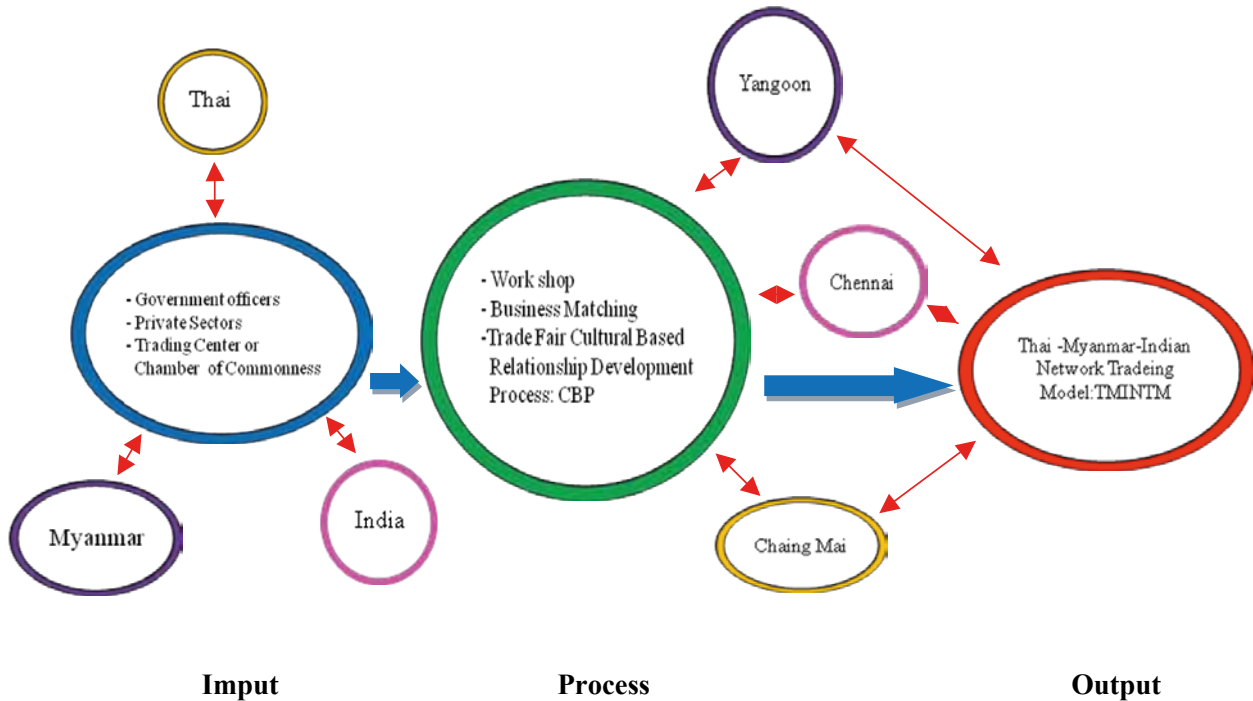 Thai
- Government officers
- Private Sectors
- Trading Center or
Chamber of Commonness
Myanmar
India
- Work shop
- Business Matching
-Trade Fair Cultural Based
Relationship Development
Process: CBP
Yangoon
Chennai
Chaing Mai
Thai -Myanmar-Indian
Network Tradeing
Model:TMINTM
Imput
Process
Output